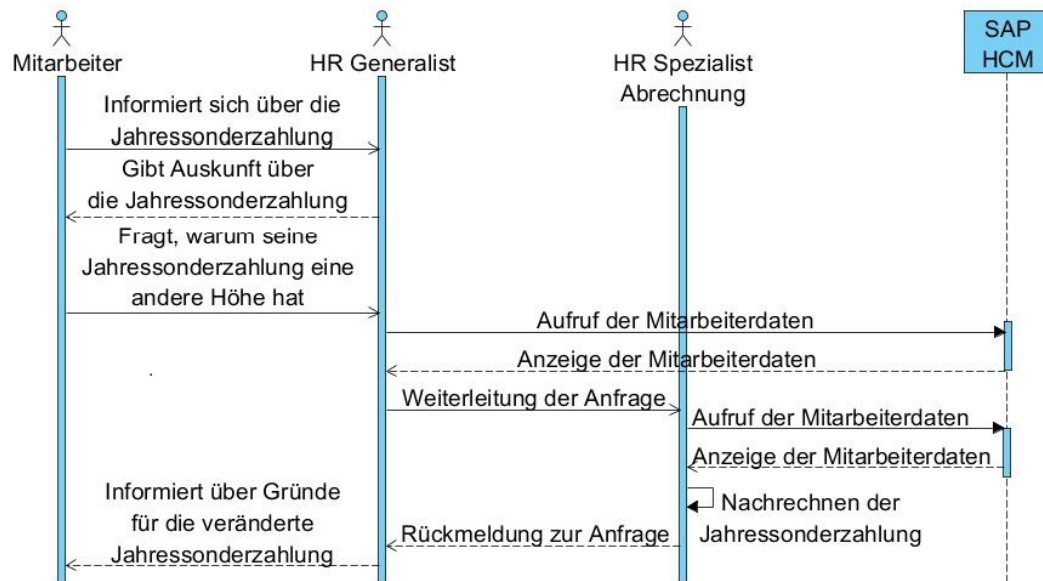 Mitarbeiter
HR Generalist
HR Spezialist
Abrechnung
SAP
HCM
Informiert sich über die
Jahressonderzahlung
Gibt Auskunft über
die Jahressonderzahlung
Fragt, warum seine
Jahressonderzahlung eine
andere Höhe hat
Aufruf der Mitarbeiterdaten
Anzeige der Mitarbeiterdaten
Weiterleitung der Anfrage
Aufruf der Mitarbeiterdaten
Anzeige der Mitarbeiterdaten
Nachrechnen der
Jahressonderzahlung
Rückmeldung zur Anfrage
Informiert über Gründe
für die veränderte
Jahressonderzahlung